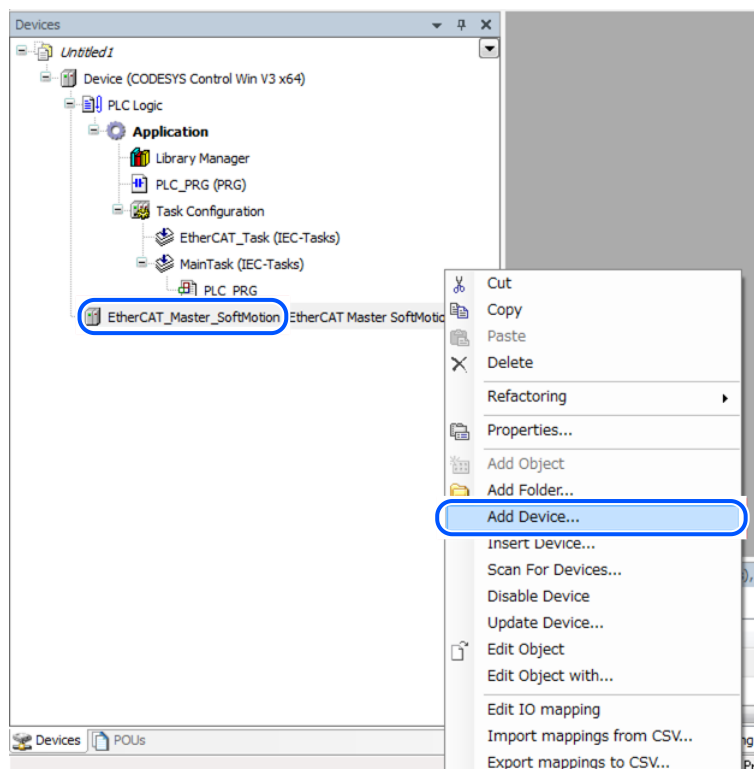 Devices
Untitled1
Device (CODESYS Control Win V3 x64)
PLC Logic
Application
Library Manager
PLC_PRG (PRG)
Task Configuration
EtherCAT_Task (IEC-Tasks)
MainTask (IEC-Tasks)
PLC_PRG
EtherCAT_Master_SoftMotion EtherCAT Master SoftMotio
Cut
Copy
Paste
Delete
Refactoring
Properties...
Add Object
Add Folder...
Add Device...
Insert Device...
Scan For Devices...
Disable Device
Update Device...
Edit Object
Edit Object with...
Edit IO mapping
Import mappings from CSV...
Export mappings to CSV...
Devices POUs